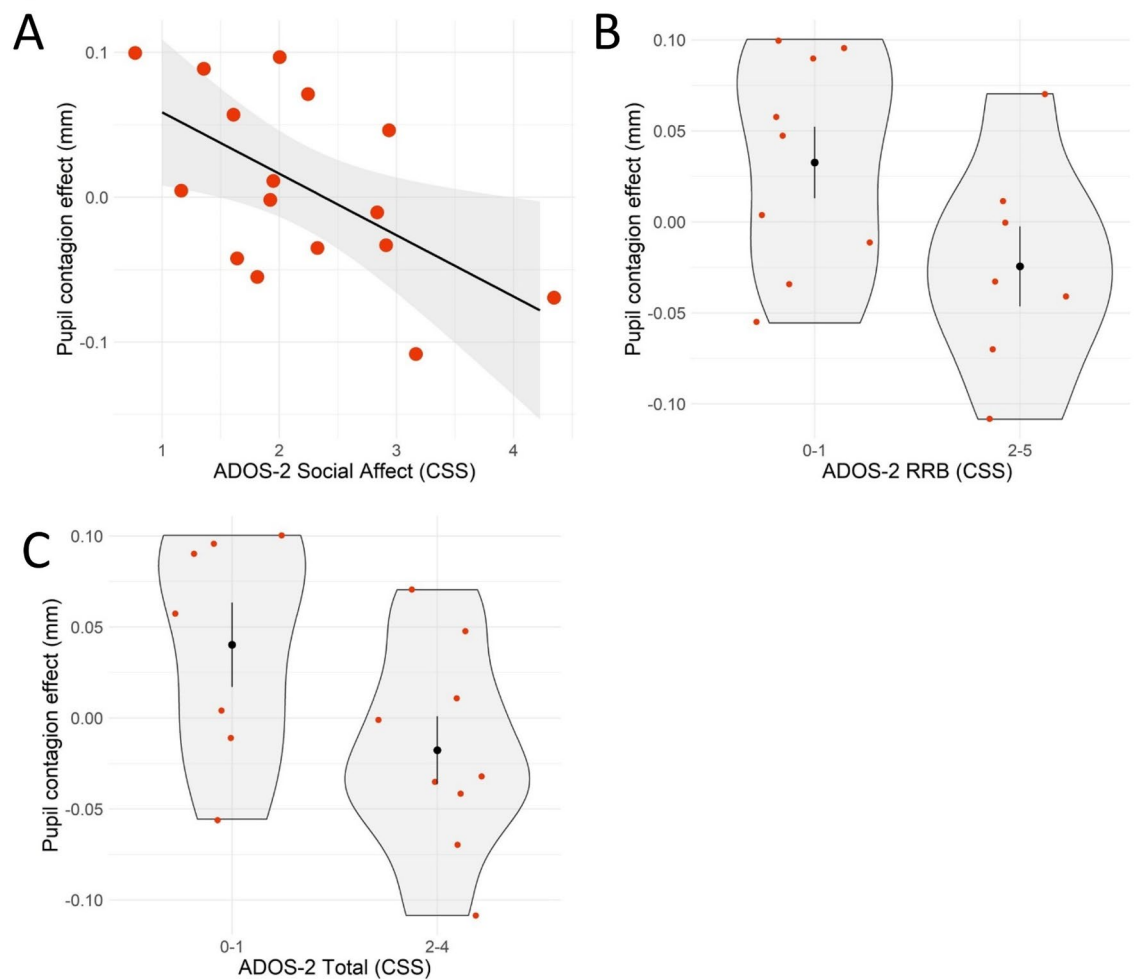 A
Pupil contagion effect (mm)
0.1
0.0
-0.1
1 2 3 4
ADOS-2 Social Affect (CSS)
B
Pupil contagion effect (mm)
0.10
0.05
0.00
-0.05
-0.10
0-1 2-5
ADOS-2 RRB (CSS)
C
Pupil contagion effect (mm)
0.10
0.05
0.00
-0.05
-0.10
0-1 2-4
ADOS-2 Total (CSS)